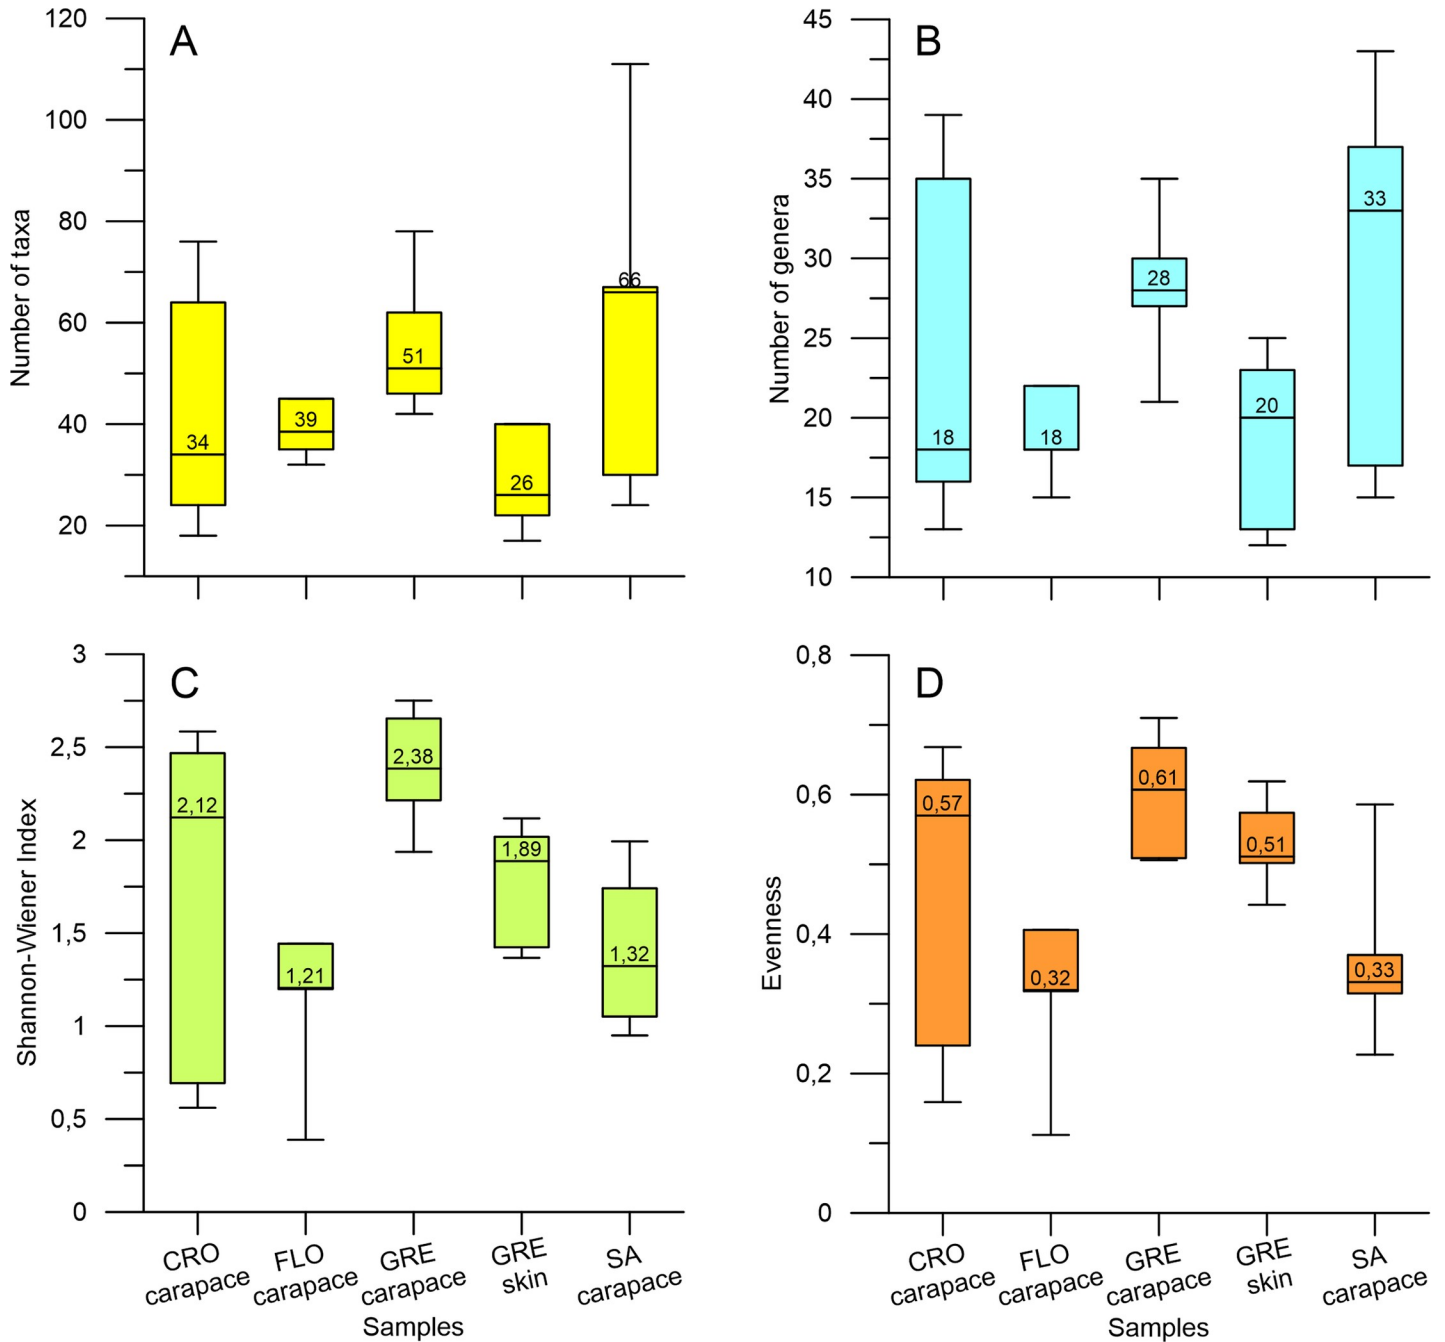 A
Number of taxa
120
100
80
60
40
20
34
39
51
26
66
B
Number of genera
45
40
35
30
25
20
15
10
18
18
28
20
33
C
Shannon-Wiener Index
3
2,5
2
1,5
1
0,5
0
2,12
1,21
2,38
1,89
1,32
CRO
carapace
FLO
carapace
GRE
carapace
GRE
skin
SA
carapace
Samples
D
Evenness
0,8
0,6
0,4
0,2
0
0,57
0,32
0,61
0,51
0,33
CRO
carapace
FLO
carapace
GRE
carapace
GRE
skin
SA
carapace
Samples